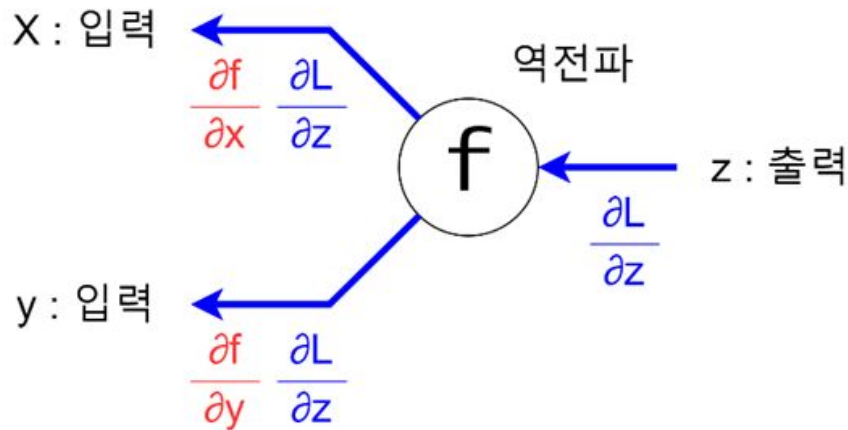 X : 입력
역전파
∂f/∂x ∂L/∂z
f
z : 출력
∂L/∂z
y : 입력
∂f/∂y ∂L/∂z